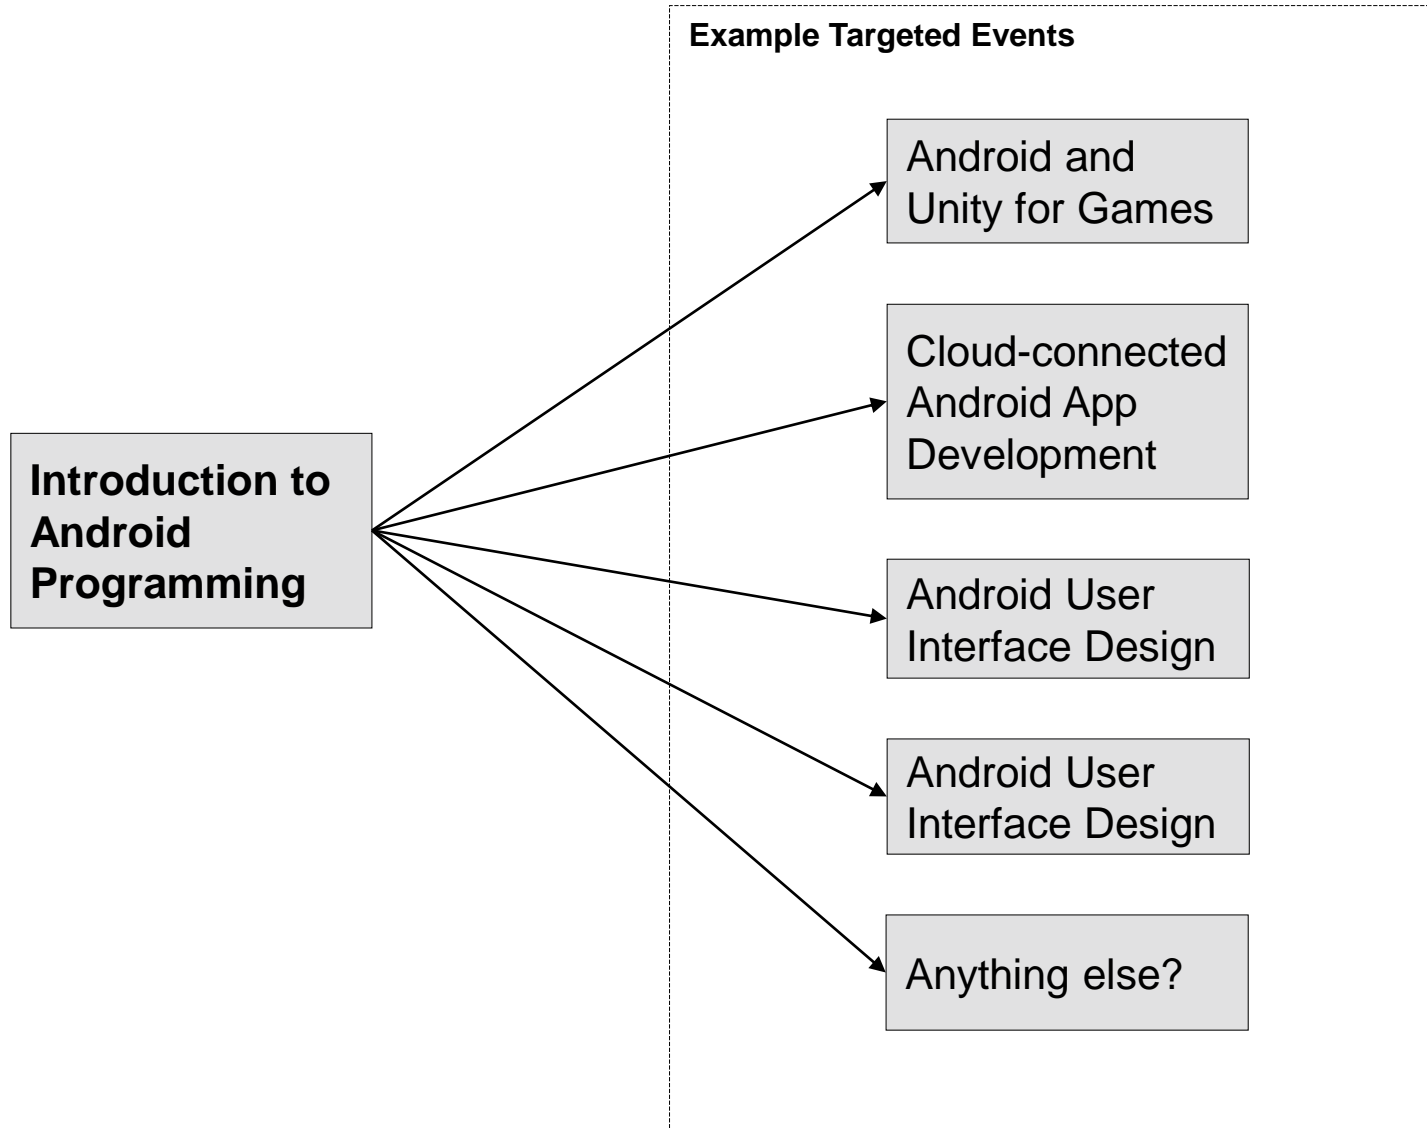 Example Targeted Events
Android and
Unity for Games
Cloud-connected
Android App
Development
Introduction to
Android
Programming
Android User
Interface Design
Android User
Interface Design
Anything else?